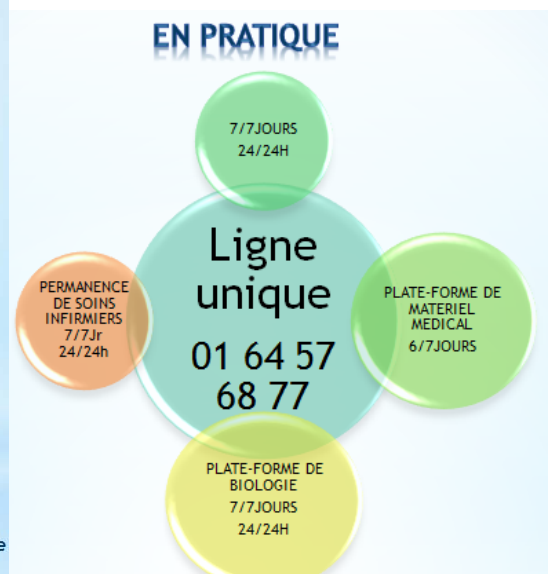 EN PRATIQUE
7/7JOURS
24/24H
Ligne
unique
01 64 57
68 77
PERMANENCE
DE SOINS
INFIRMIERS
7/7Jr
24/24h
PLATE-FORME DE
MATERIEL
MEDICAL
6/7JOURS
PLATE-FORME DE
BIOLOGIE
7/7JOURS
24/24H
e